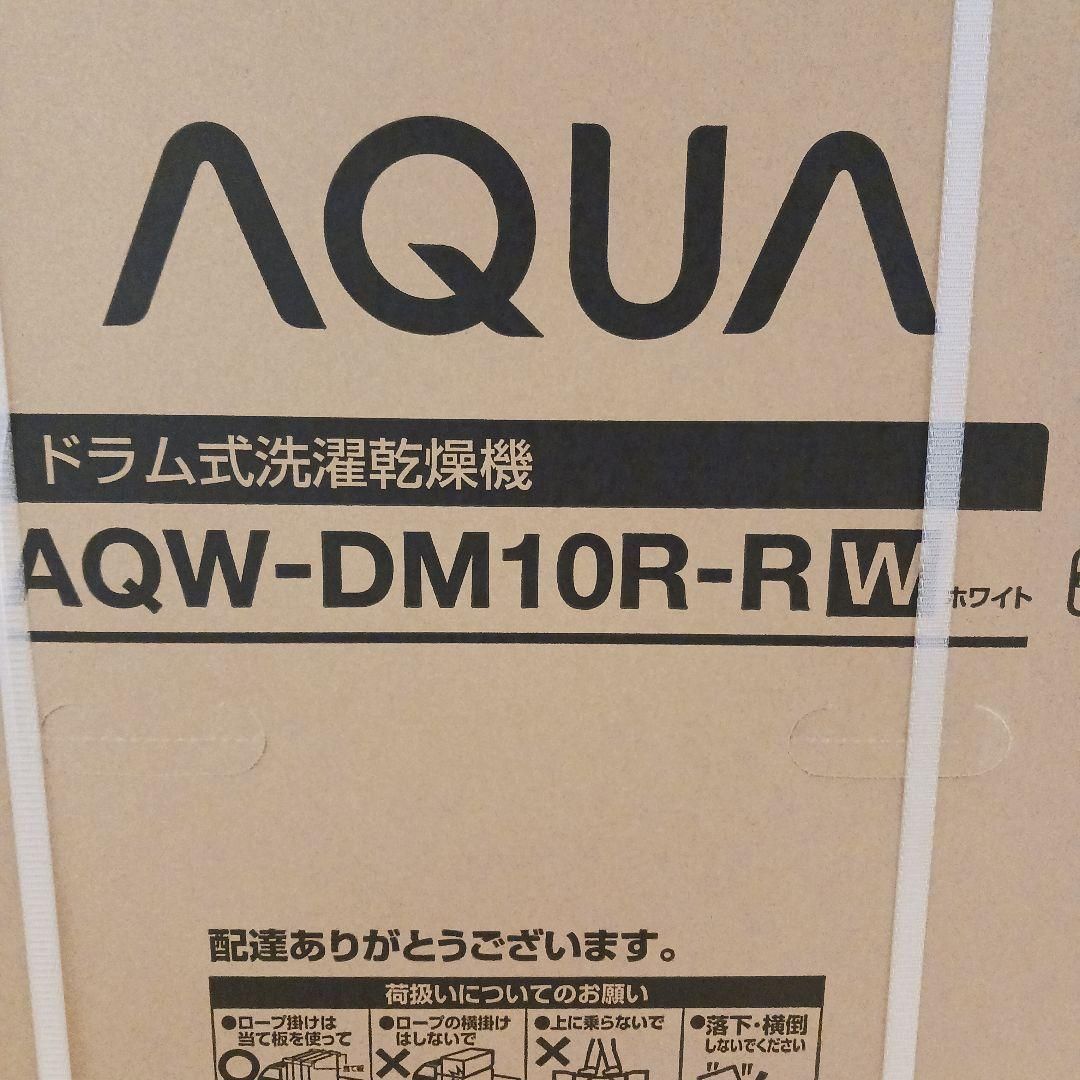 AQUA
ドラム式洗濯乾燥機
AQW-DM10R-R W ホワイト
配達ありがとうございます。
荷扱いについてのお願い
●ロープ掛けは
当て板を使って
●ロープの横掛け
はしないで
●上に乗らないで
●落下・横倒
しないでください
当て板